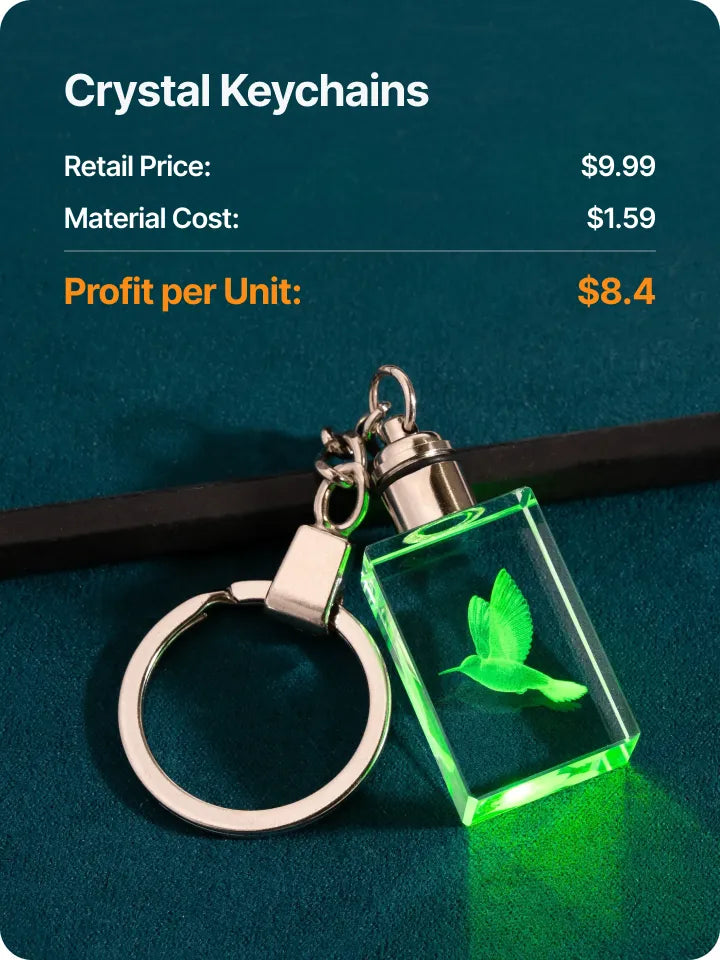 Crystal Keychains
Retail Price: $9.99
Material Cost: $1.59
Profit per Unit: $8.4